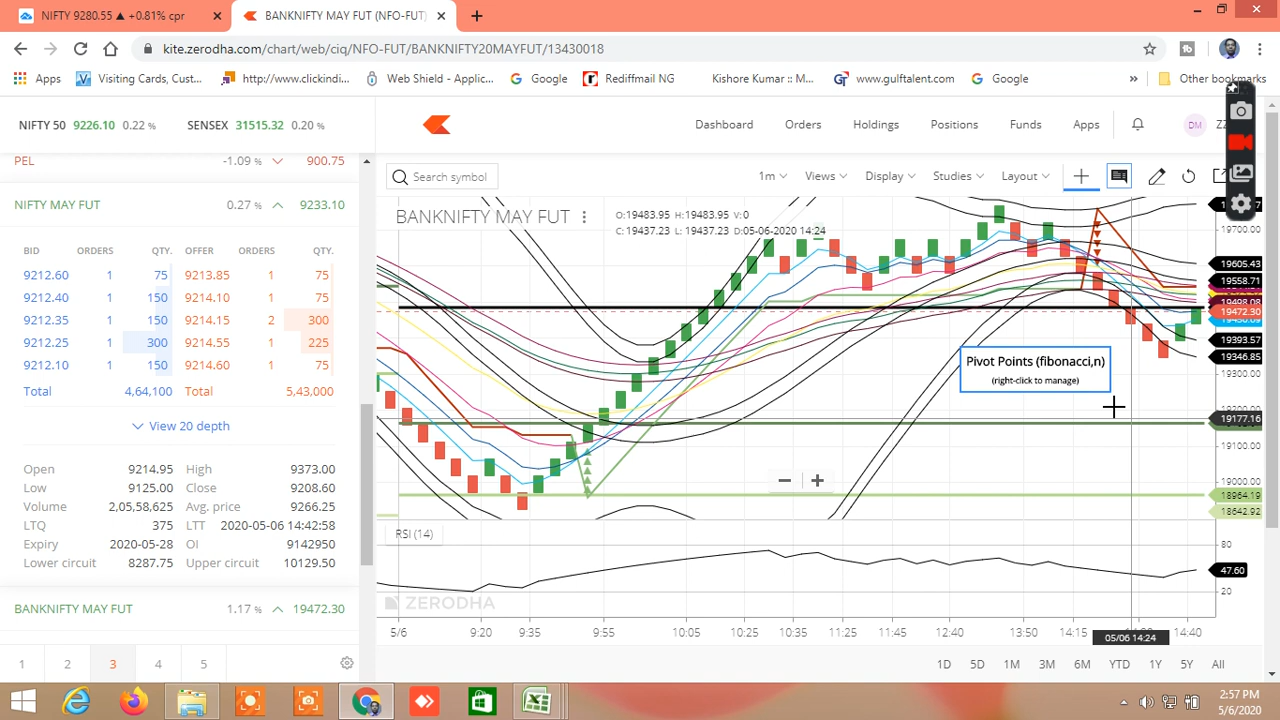 NIFTY 9280.55 ▲ +0.81% cpr
BANKNIFTY MAY FUT (NFO-FUT)
kite.zerodha.com/chart/web/ciq/NFO-FUT/BANKNIFTY20MAYFUT/13430018
Apps Visiting Cards, Cust... http://www.clickindi... Web Shield - Applic... Google Rediffmail NG Kishore Kumar :: M... www.gulftalent.com Google » Other bookmarks
NIFTY 50 9226.10 0.22 % SENSEX 31515.32 0.20 %
Dashboard Orders Holdings Positions Funds Apps DM
PEL -1.09 % 900.75
NIFTY MAY FUT 0.27 % 9233.10
BID ORDERS QTY. OFFER ORDERS QTY.
9212.60 1 75 9213.85 1 75
9212.40 1 150 9214.10 1 75
9212.35 1 150 9214.15 2 300
9212.25 1 300 9214.55 1 225
9212.10 1 150 9214.60 1 75
Total 4,64,100 Total 5,43,000
View 20 depth
Open 9214.95 High 9373.00
Low 9125.00 Close 9208.60
Volume 2,05,58,625 Avg. price 9266.25
LTQ 375 LTT 2020-05-06 14:42:58
Expiry 2020-05-28 OI 9142950
Lower circuit 8287.75 Upper circuit 10129.50
BANKNIFTY MAY FUT 1.17 % 19472.30
1 2 3 4 5
Search symbol 1m Views Display Studies Layout
BANKNIFTY MAY FUT
O:19483.95 H:19483.95 V:0
C:19437.23 L: 19437.23 D:05-06-2020 14:24
19700.00
19605.43
19558.71
19472.30
19393.57
19346.85
19300.00
19177.16
19100.00
19000.00
18964.19
18642.92
Pivot Points (fibonacci,n)
(right-click to manage)
RSI (14)
80
47.60
20
ZERODHA
5/6 9:20 9:35 9:55 10:05 10:25 10:35 11:25 11:45 12:40 13:50 14:15 14:40
05/06 14:24
1D 5D 1M 3M 6M YTD 1Y 5Y All
2:57 PM
5/6/2020